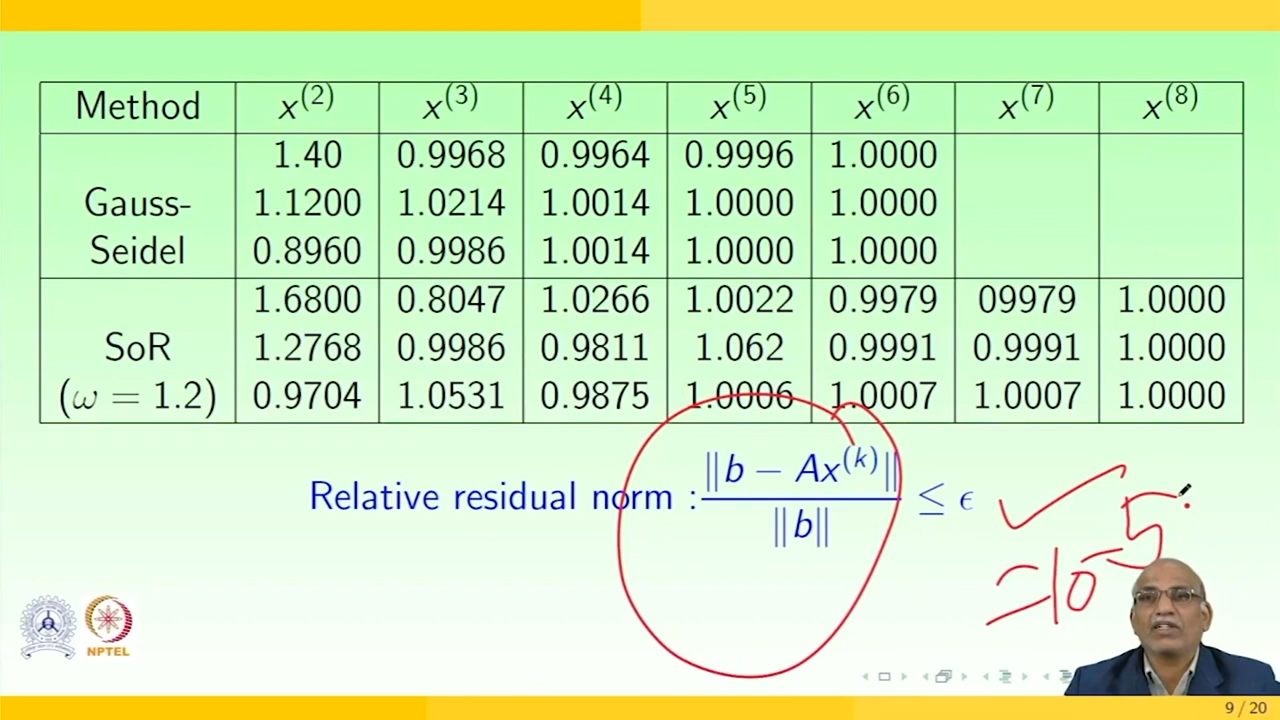 Method x^(2) x^(3) x^(4) x^(5) x^(6) x^(7) x^(8)
1.40 0.9968 0.9964 0.9996 1.0000
Gauss- 1.1200 1.0214 1.0014 1.0000 1.0000
Seidel 0.8960 0.9986 1.0014 1.0000 1.0000
1.6800 0.8047 1.0266 1.0022 0.9979 09979 1.0000
SoR 1.2768 0.9986 0.9811 1.062 0.9991 0.9991 1.0000
(ω = 1.2) 0.9704 1.0531 0.9875 1.0006 1.0007 1.0007 1.0000
Relative residual norm : ‖b − Ax^(k)‖ / ‖b‖ ≤ ϵ
=10^-5
NPTEL
9 / 20